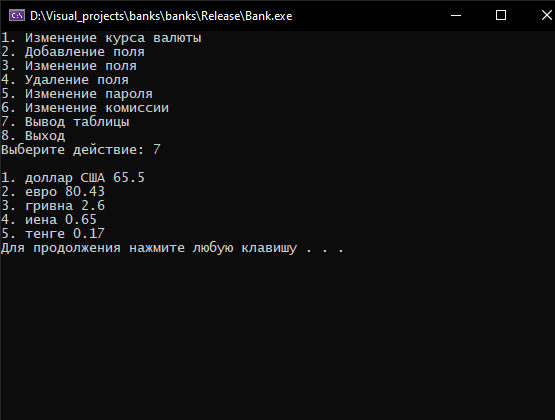 D:\Visual_projects\banks\banks\Release\Bank.exe
1. Изменение курса валюты
2. Добавление поля
3. Изменение поля
4. Удаление поля
5. Изменение пароля
6. Изменение комиссии
7. Вывод таблицы
8. Выход
Выберите действие: 7
1. доллар США 65.5
2. евро 80.43
3. гривна 2.6
4. иена 0.65
5. тенге 0.17
Для продолжения нажмите любую клавишу . . .